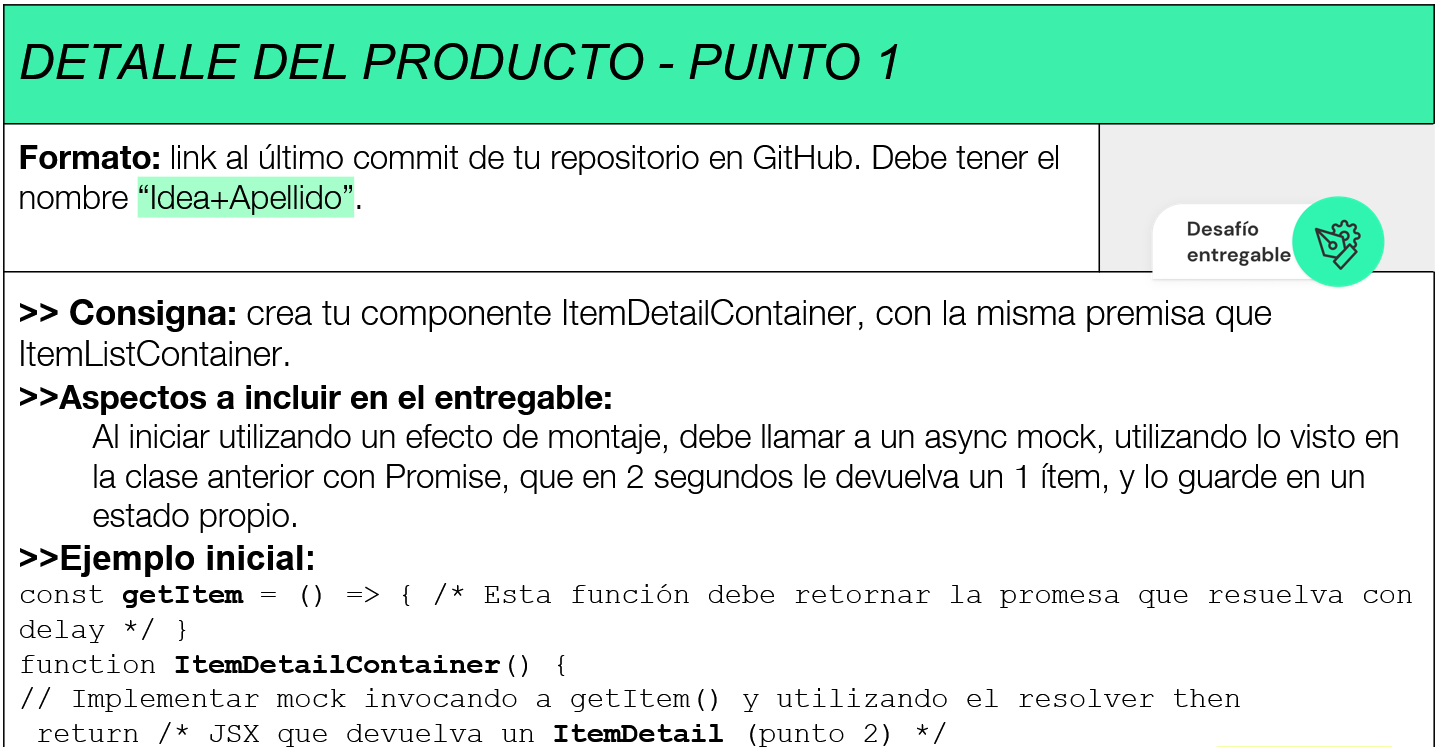 DETALLE DEL PRODUCTO - PUNTO 1
Formato: link al último commit de tu repositorio en GitHub. Debe tener el
nombre “Idea+Apellido”.
Desafío
entregable
>> Consigna: crea tu componente ItemDetailContainer, con la misma premisa que
ItemListContainer.
>>Aspectos a incluir en el entregable:
Al iniciar utilizando un efecto de montaje, debe llamar a un async mock, utilizando lo visto en
la clase anterior con Promise, que en 2 segundos le devuelva un 1 ítem, y lo guarde en un
estado propio.
>>Ejemplo inicial:
const getItem = () => { /* Esta función debe retornar la promesa que resuelva con
delay */ }
function ItemDetailContainer() {
// Implementar mock invocando a getItem() y utilizando el resolver then
return /* JSX que devuelva un ItemDetail (punto 2) */